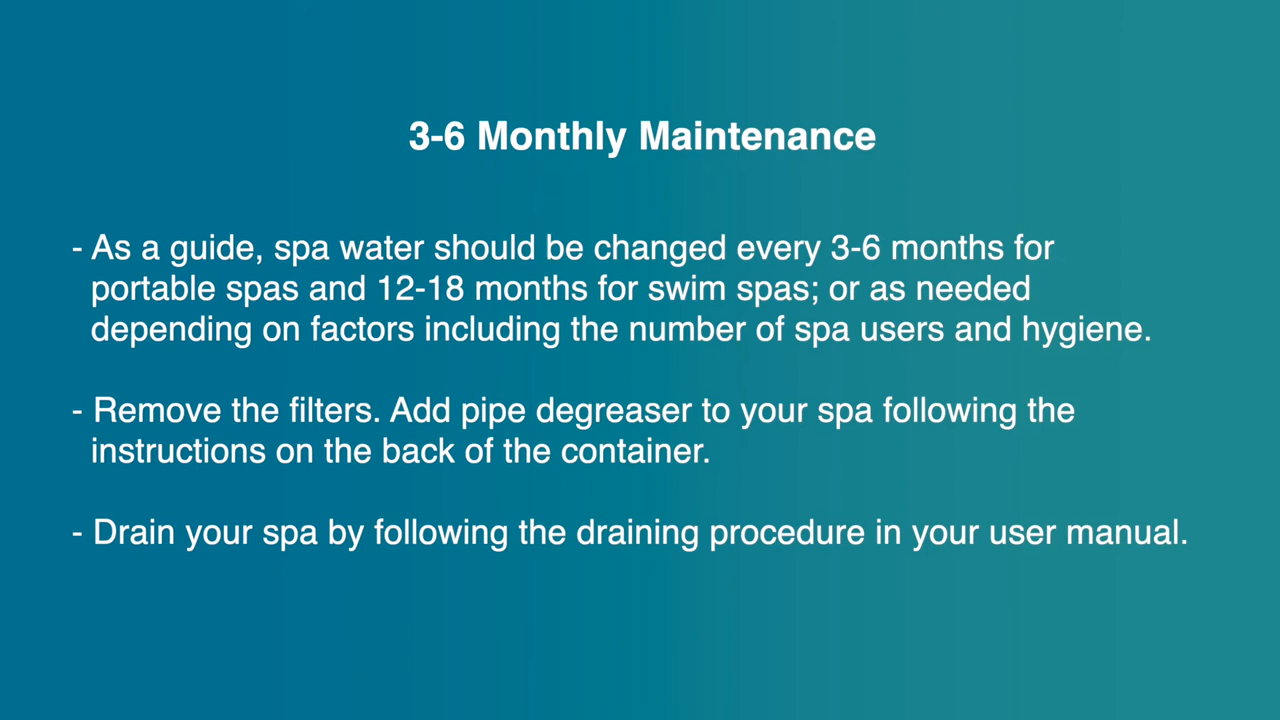 3-6 Monthly Maintenance
- As a guide, spa water should be changed every 3-6 months for
portable spas and 12-18 months for swim spas; or as needed
depending on factors including the number of spa users and hygiene.
- Remove the filters. Add pipe degreaser to your spa following the
instructions on the back of the container.
- Drain your spa by following the draining procedure in your user manual.